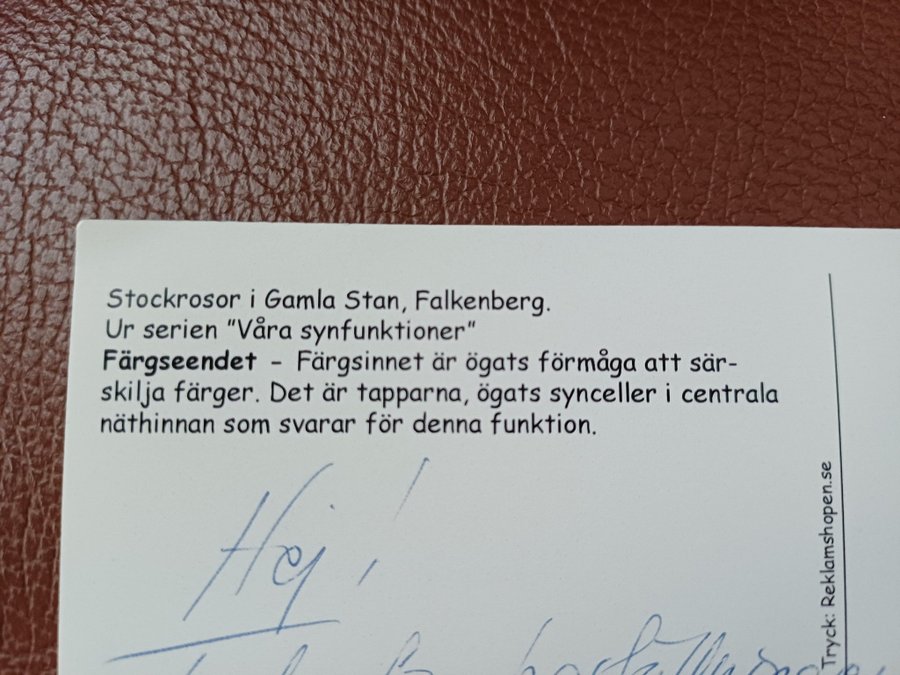 Stockrosor i Gamla Stan, Falkenberg.
Ur serien "Våra synfunktioner"
Färgseendet - Färgsinnet är ögats förmåga att sär-
skilja färger. Det är tapparna, ögats synceller i centrala
näthinnan som svarar för denna funktion.
Hej!
Tryck: Reklamshopen.se